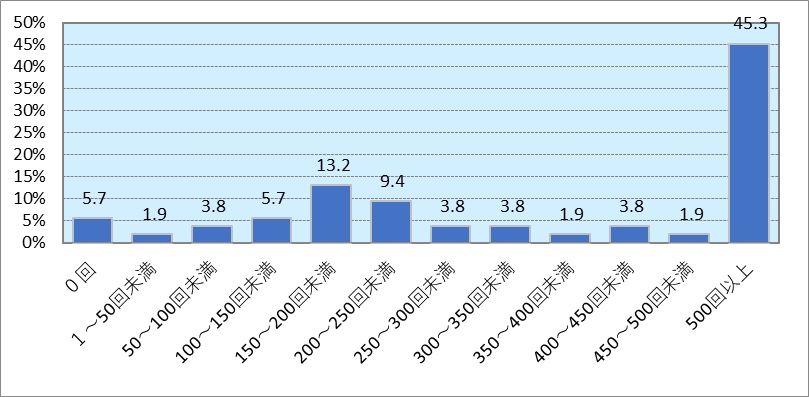 50%
45%
40%
35%
30%
25%
20%
15%
10%
5%
0%
5.7
1.9
3.8
5.7
13.2
9.4
3.8
3.8
1.9
3.8
1.9
45.3
0回
1～50回未満
50～100回未満
100～150回未満
150～200回未満
200～250回未満
250～300回未満
300～350回未満
350～400回未満
400～450回未満
450～500回未満
500回以上